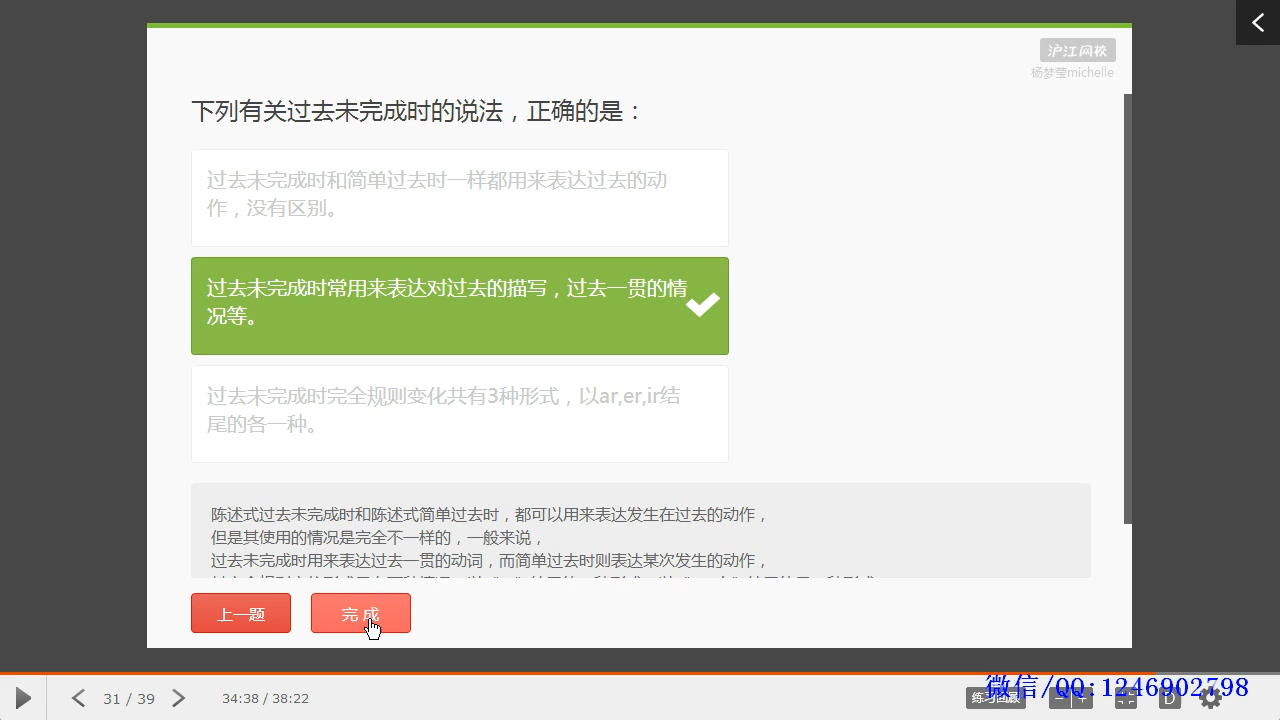 沪江网校
杨梦莹michelle
下列有关过去未完成时的说法，正确的是：
过去未完成时和简单过去时一样都用来表达过去的动
作，没有区别。
过去未完成时常用来表达对过去的描写，过去一贯的情
况等。
过去未完成时完全规则变化共有3种形式，以ar,er,ir结
尾的各一种。
陈述式过去未完成时和陈述式简单过去时，都可以用来表达发生在过去的动作，
但是其使用的情况是完全不一样的，一般来说，
过去未完成时用来表达过去一贯的动词，而简单过去时则表达某次发生的动作，
上一题
完 成
31 / 39
34:38 / 38:22
微信/QQ:1246902798
D